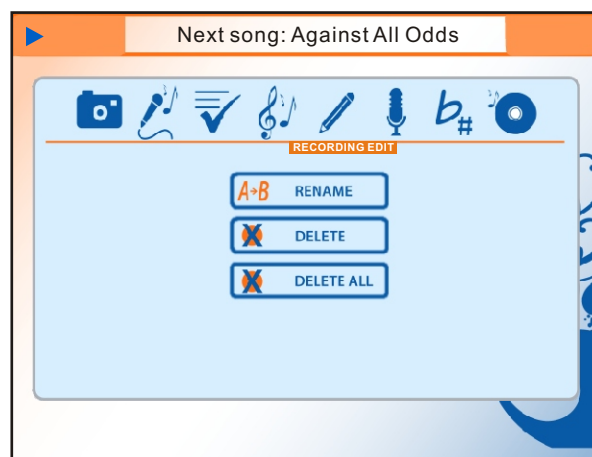 Next song: Against All Odds
RECORDING EDIT
A→B RENAME
X DELETE
X DELETE ALL